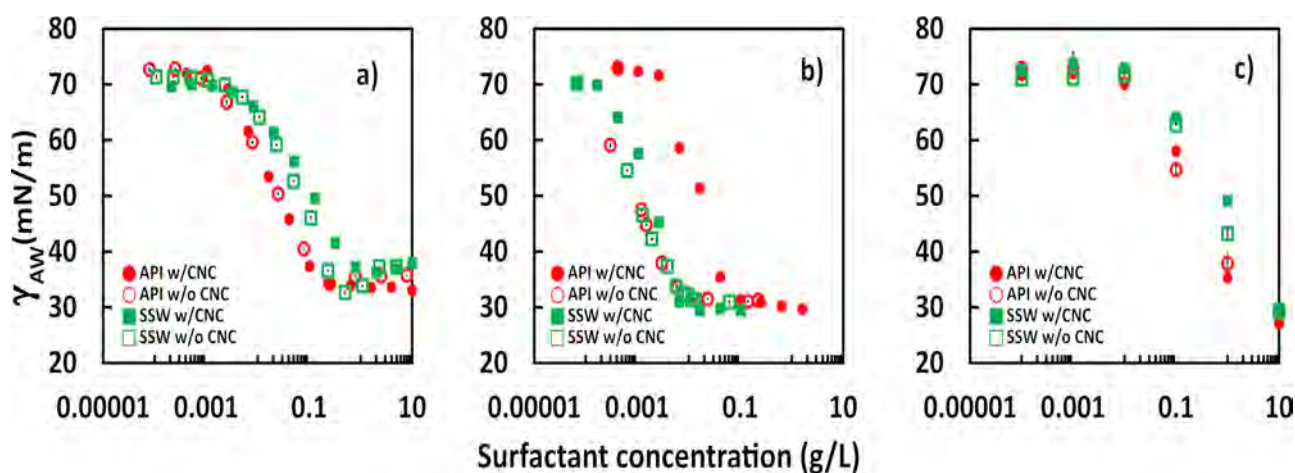 γAW(mN/m)
80
70
60
50
40
30
20
a)
API w/CNC
API w/o CNC
SSW w/CNC
SSW w/o CNC
0.00001 0.001 0.1 10
80
70
60
50
40
30
20
b)
API w/CNC
API w/o CNC
SSW w/CNC
SSW w/o CNC
0.00001 0.001 0.1 10
80
70
60
50
40
30
20
c)
API w/CNC
API w/o CNC
SSW w/CNC
SSW w/o CNC
0.00001 0.001 0.1 10
Surfactant concentration (g/L)